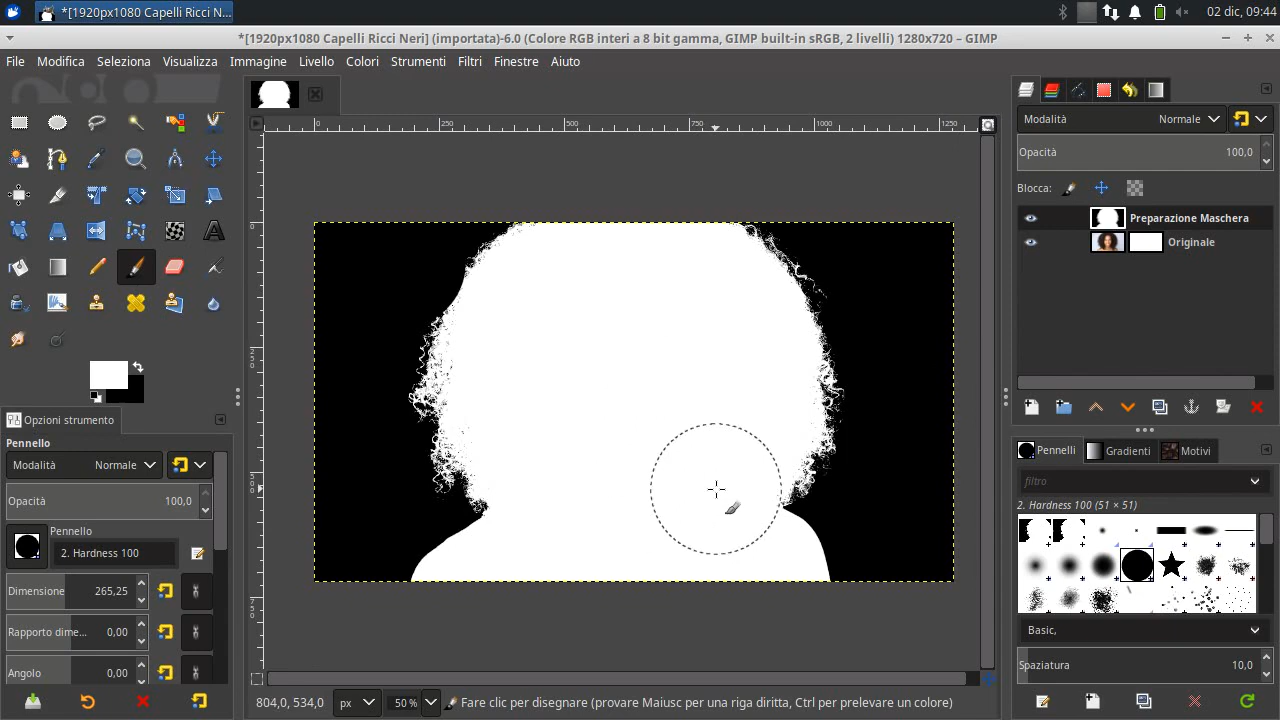 *[1920px1080 Capelli Ricci N...
02 dic, 09:44
*[1920px1080 Capelli Ricci Neri] (importata)-6.0 (Colore RGB interi a 8 bit gamma, GIMP built-in sRGB, 2 livelli) 1280x720 – GIMP
File Modifica Seleziona Visualizza Immagine Livello Colori Strumenti Filtri Finestre Aiuto
0 250 500 750 1000 1250
0
250
500
750
Modalità Normale
Opacità 100,0
Blocca:
Preparazione Maschera
Originale
Opzioni strumento
Pennello
Modalità Normale
Opacità 100,0
Pennello
2. Hardness 100
Dimensione 265,25
Rapporto dime... 0,00
Angolo 0,00
Pennelli Gradienti Motivi
filtro
2. Hardness 100 (51 × 51)
Basic,
Spaziatura 10,0
804,0, 534,0 px 50 % Fare clic per disegnare (provare Maiusc per una riga diritta, Ctrl per prelevare un colore)